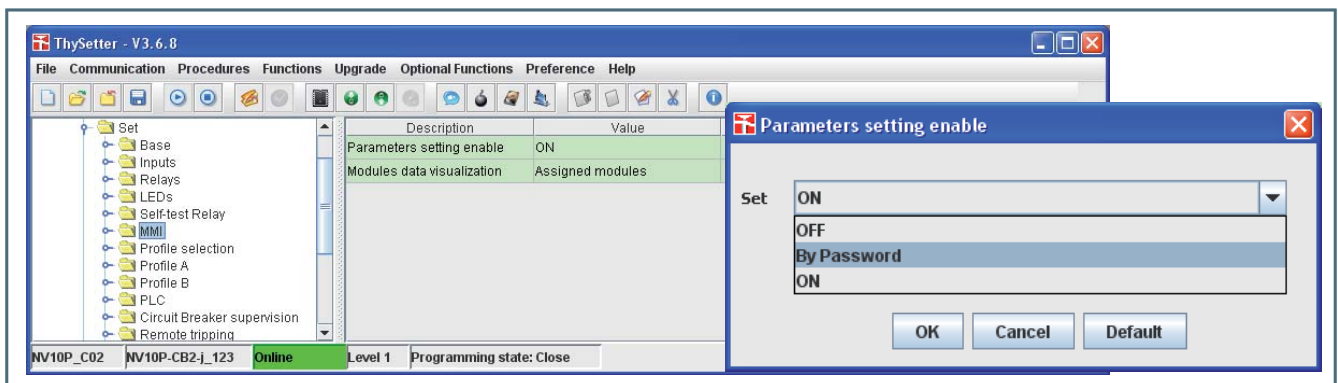 ThySetter - V3.6.8
File Communication Procedures Functions Upgrade Optional Functions Preference Help
Set
Base
Inputs
Relays
LEDs
Self-test Relay
MMI
Profile selection
Profile A
Profile B
PLC
Circuit Breaker supervision
Remote tripping
Description Value
Parameters setting enable ON
Modules data visualization Assigned modules
NV10P_C02 NV10P-CB2-j_123 Online Level 1 Programming state: Close
Parameters setting enable
Set ON
OFF
By Password
ON
OK Cancel Default